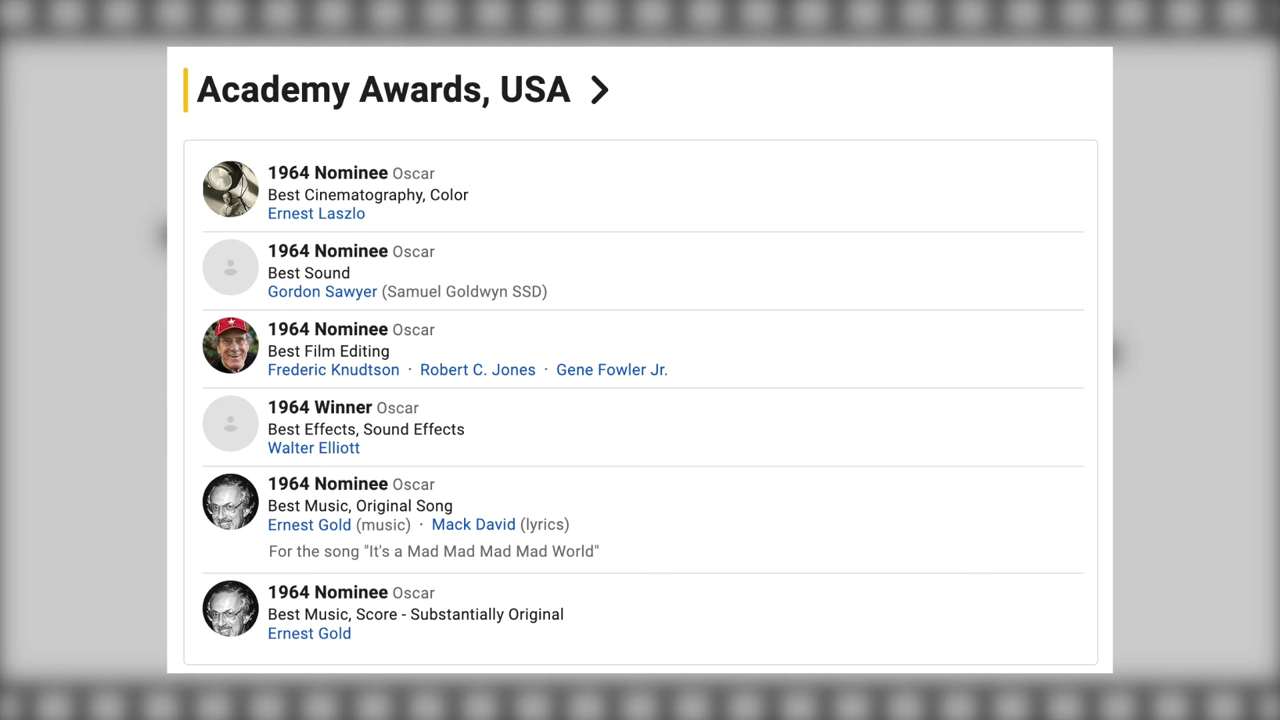 Academy Awards, USA
1964 Nominee Oscar
Best Cinematography, Color
Ernest Laszlo
1964 Nominee Oscar
Best Sound
Gordon Sawyer (Samuel Goldwyn SSD)
1964 Nominee Oscar
Best Film Editing
Frederic Knudtson · Robert C. Jones · Gene Fowler Jr.
1964 Winner Oscar
Best Effects, Sound Effects
Walter Elliott
1964 Nominee Oscar
Best Music, Original Song
Ernest Gold (music) · Mack David (lyrics)
For the song "It's a Mad Mad Mad Mad World"
1964 Nominee Oscar
Best Music, Score - Substantially Original
Ernest Gold